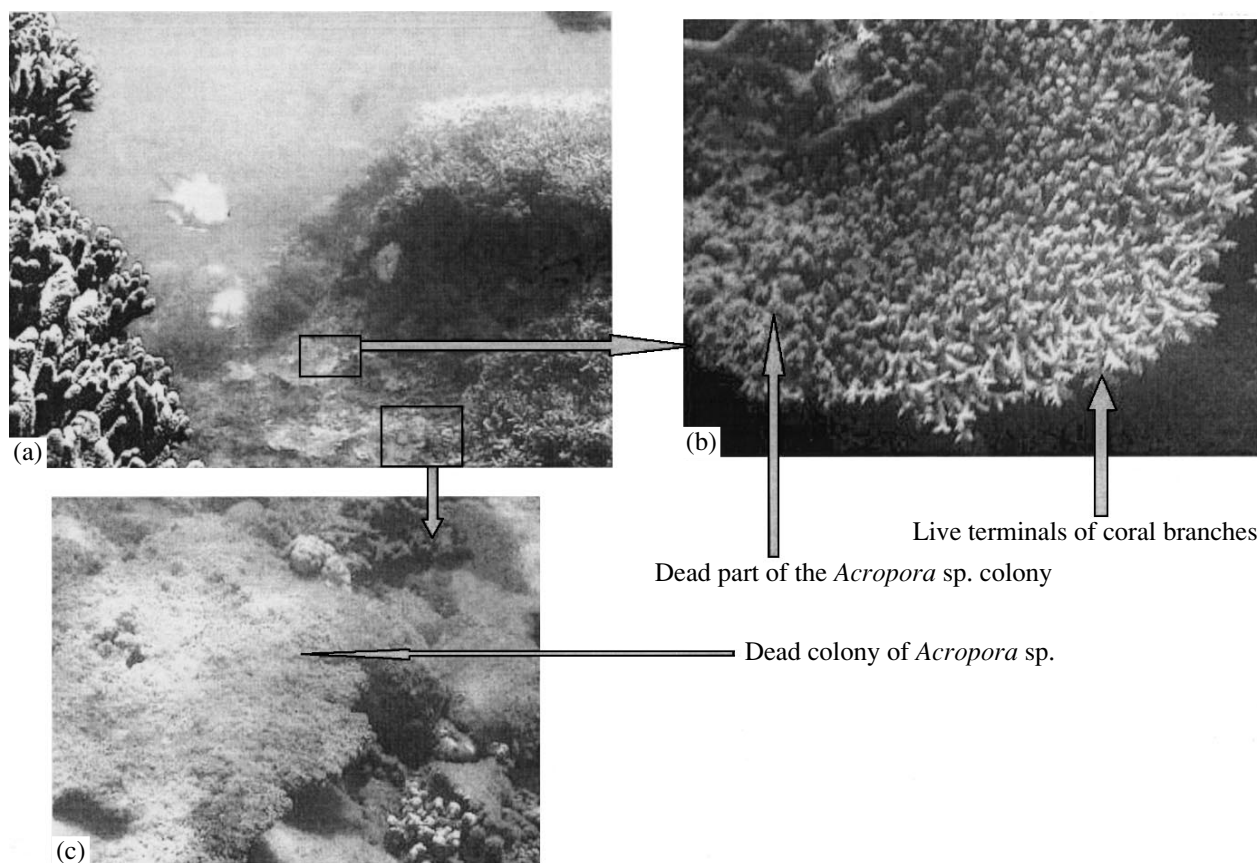 (a)
(b)
Live terminals of coral branches
Dead part of the Acropora sp. colony
Dead colony of Acropora sp.
(c)